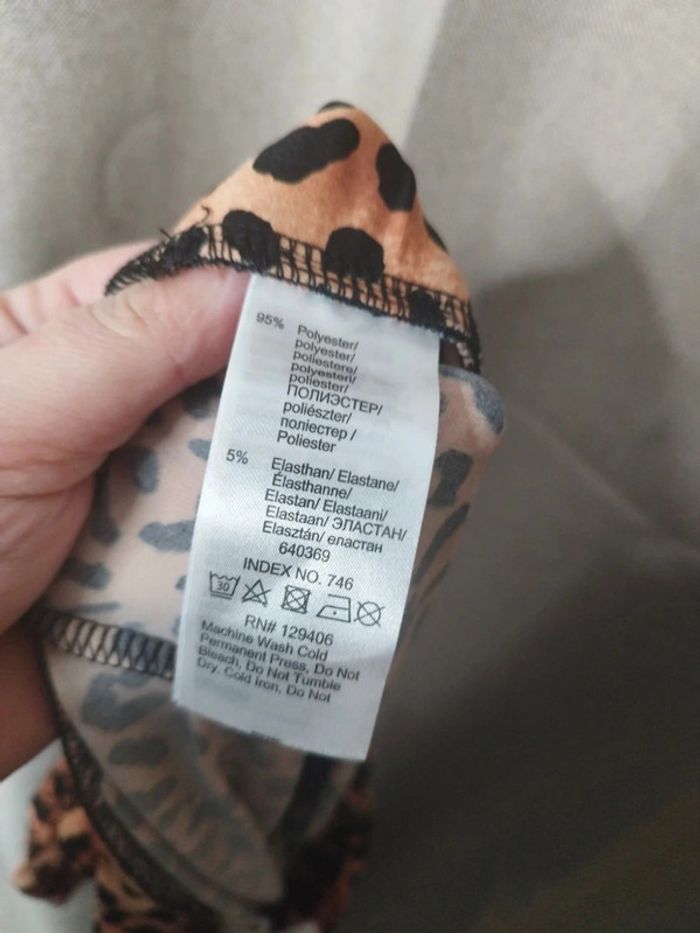 95% Polyester/
polyester/
poliestere/
polyesteri/
poliester/
ПОЛИЭСТЕР/
poliészter/
поліестер /
Poliester
5% Elasthan/ Elastane/
Élasthanne/
Elastan/ Elastaani/
Elastaan/ ЭЛАСТАН/
Elasztán/ еластан
640369
INDEX NO. 746
30
RN# 129406
Machine Wash Cold
Permanent Press, Do Not
Bleach, Do Not Tumble
Dry, Cold Iron, Do Not